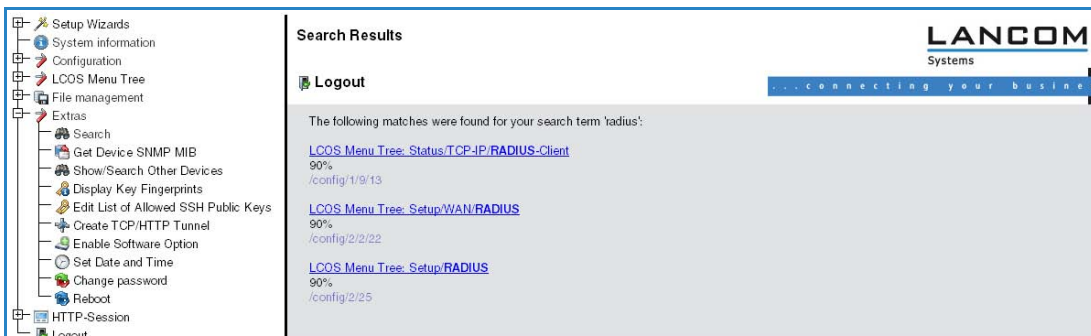 Setup Wizards
System information
Configuration
LCOS Menu Tree
File management
Extras
Search
Get Device SNMP MIB
Show/Search Other Devices
Display Key Fingerprints
Edit List of Allowed SSH Public Keys
Create TCP/HTTP Tunnel
Enable Software Option
Set Date and Time
Change password
Reboot
HTTP-Session
Logout
Search Results
LANCOM
Systems
Logout
...connecting your busine
The following matches were found for your search term 'radius':
LCOS Menu Tree: Status/TCP-IP/RADIUS-Client
90%
/config/1/9/13
LCOS Menu Tree: Setup/WAN/RADIUS
90%
/config/2/2/22
LCOS Menu Tree: Setup/RADIUS
90%
/config/2/25